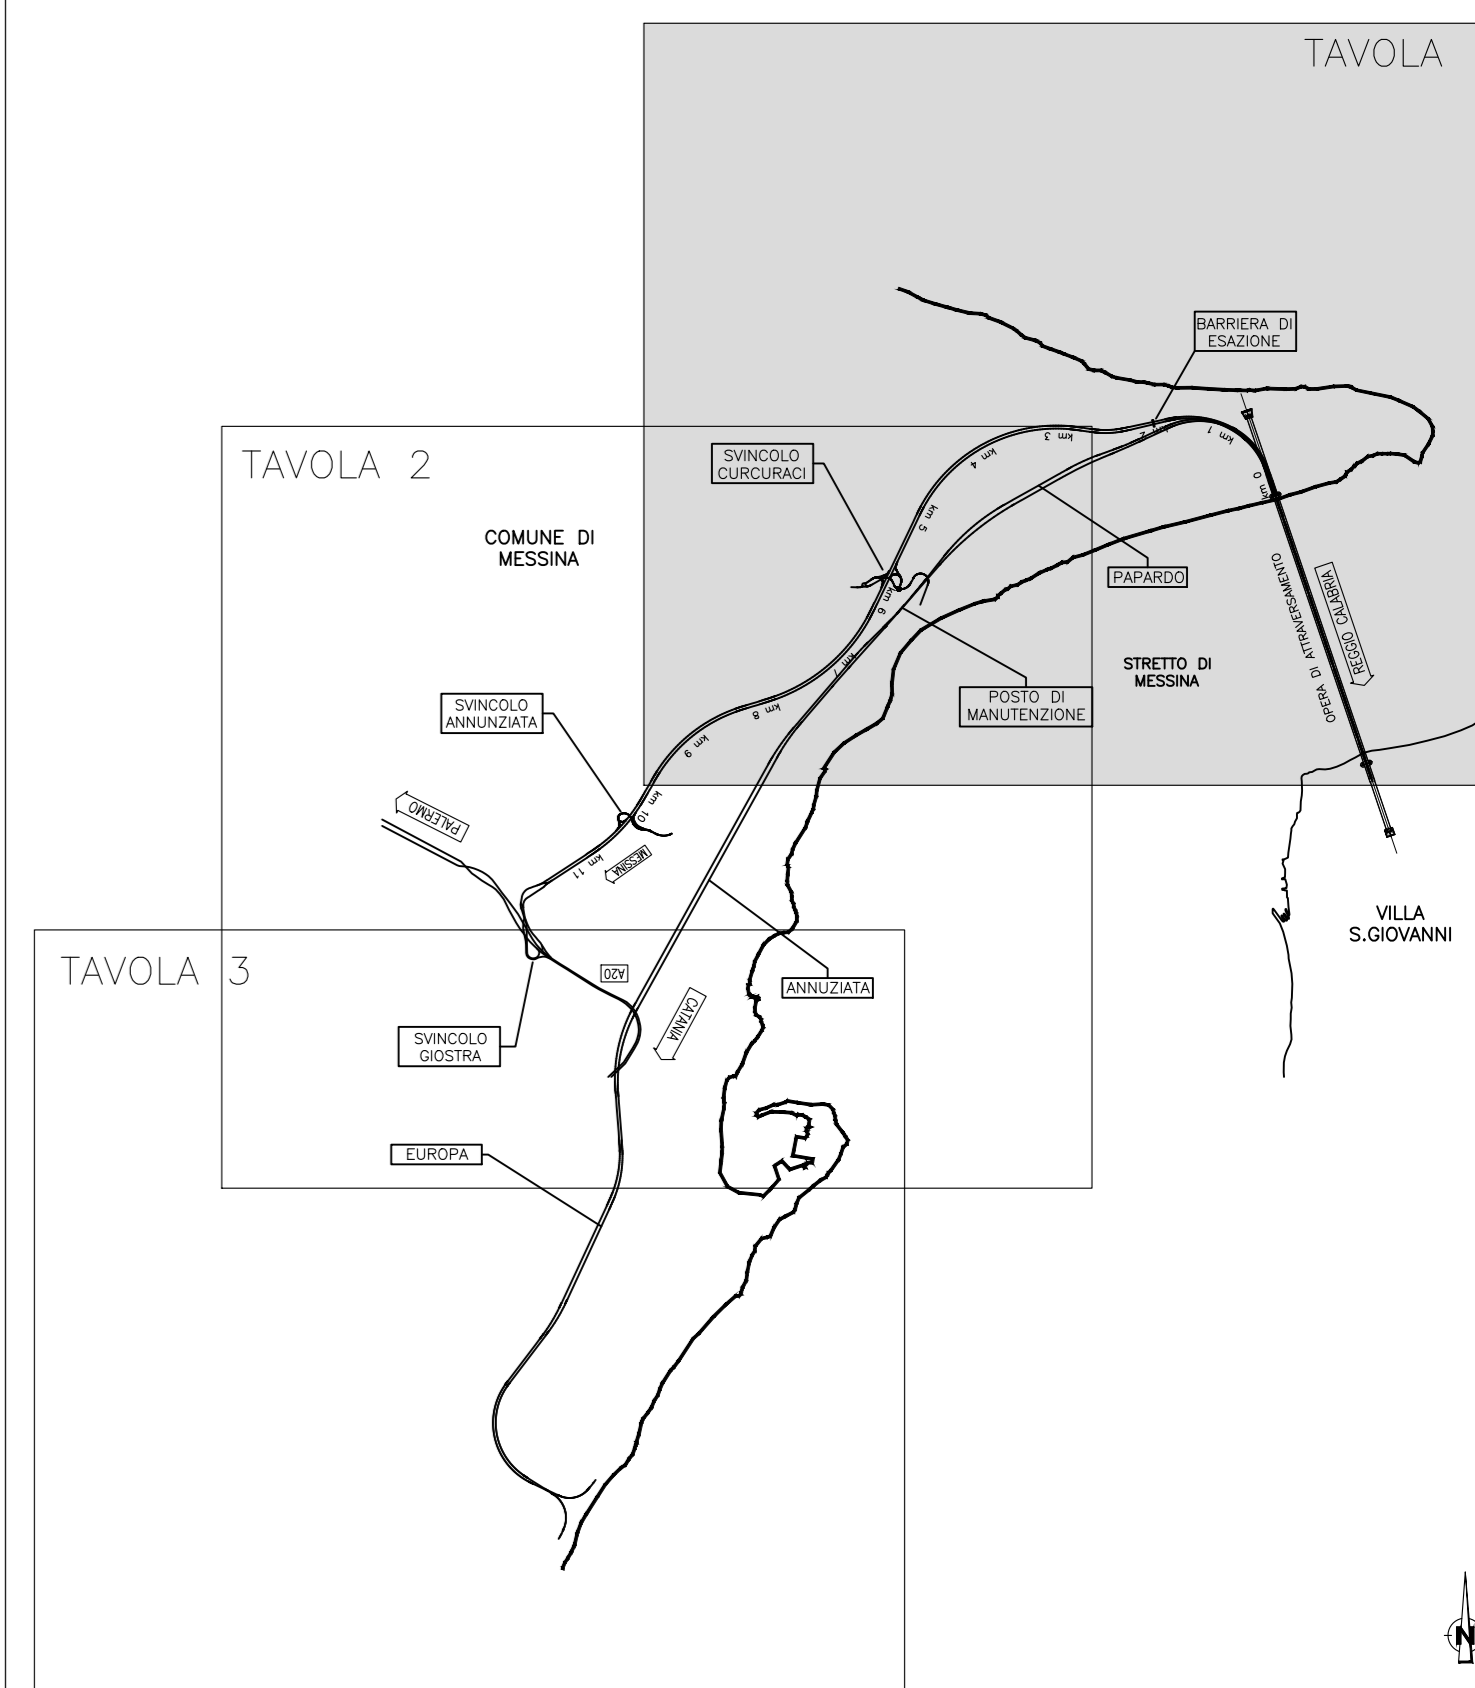 TAVOLA
BARRIERA DI
ESAZIONE
km 3
km 2
km 1
TAVOLA 2
SVINCOLO
CURCURACI
km 4
km 0
km 5
COMUNE DI
MESSINA
PAPARDO
OPERA DI ATTRAVERSAMENTO
REGGIO CALABRIA
km 6
STRETTO DI
MESSINA
km 7
POSTO DI
MANUTENZIONE
SVINCOLO
ANNUNZIATA
km 8
km 9
km 10
PALERMO
MESSINA
km 11
VILLA
S.GIOVANNI
TAVOLA 3
A20
ANNUZIATA
CATANIA
SVINCOLO
GIOSTRA
EUROPA
N